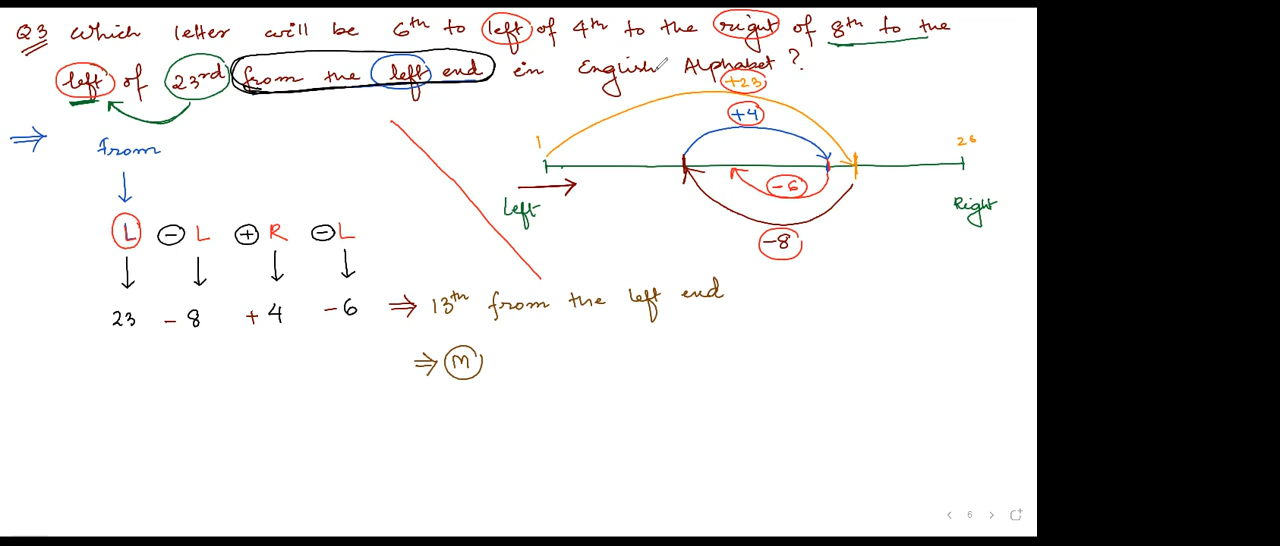 Q3 Which letter will be 6th to left of 4th to the right of 8th to the
left of 23rd from the left end in English Alphabet?
+23
+4
1
26
-6
Left
Right
-8
⇒ from
L - L + R - L
23 - 8 + 4 - 6 ⇒ 13th from the left end
⇒ M
< 6 >